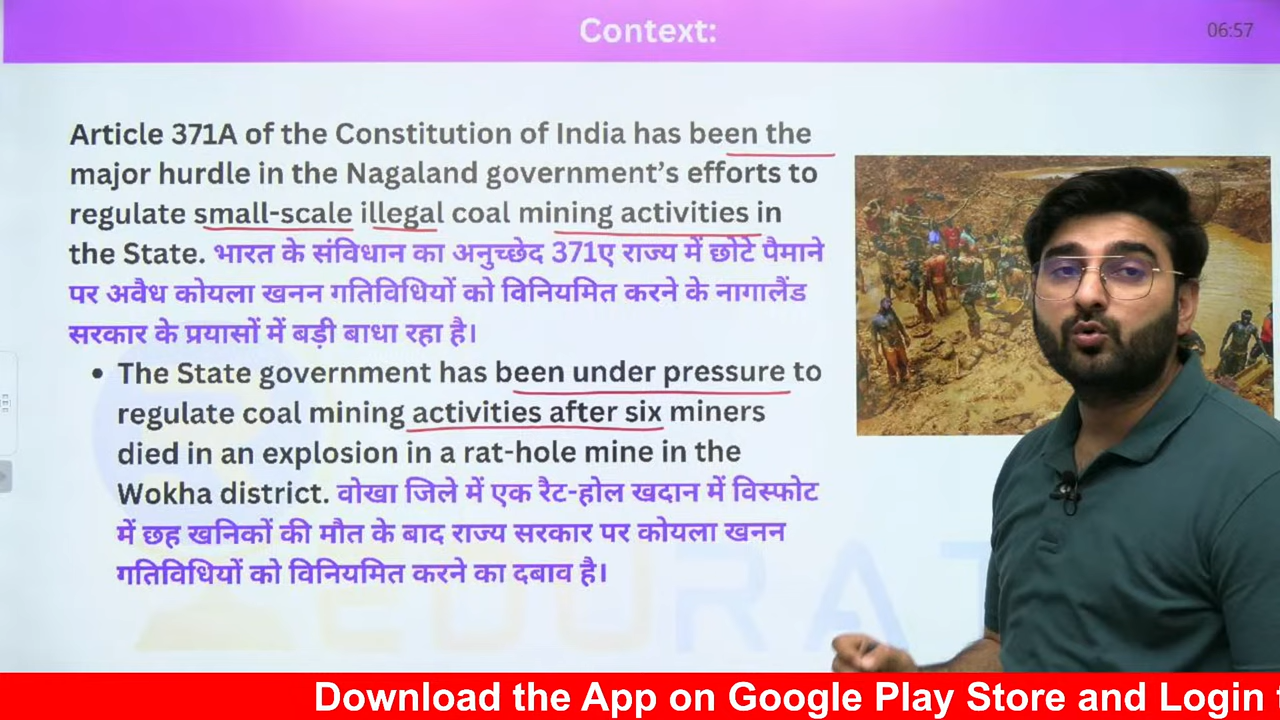 Context:
06:57
Article 371A of the Constitution of India has been the
major hurdle in the Nagaland government's efforts to
regulate small-scale illegal coal mining activities in
the State. भारत के संविधान का अनुच्छेद 371ए राज्य में छोटे पैमाने
पर अवैध कोयला खनन गतिविधियों को विनियमित करने के नागालैंड
सरकार के प्रयासों में बड़ी बाधा रहा है।
• The State government has been under pressure to
regulate coal mining activities after six miners
died in an explosion in a rat-hole mine in the
Wokha district. वोखा जिले में एक रैट-होल खदान में विस्फोट
में छह खनिकों की मौत के बाद राज्य सरकार पर कोयला खनन
गतिविधियों को विनियमित करने का दबाव है।
EDURAT
Download the App on Google Play Store and Login